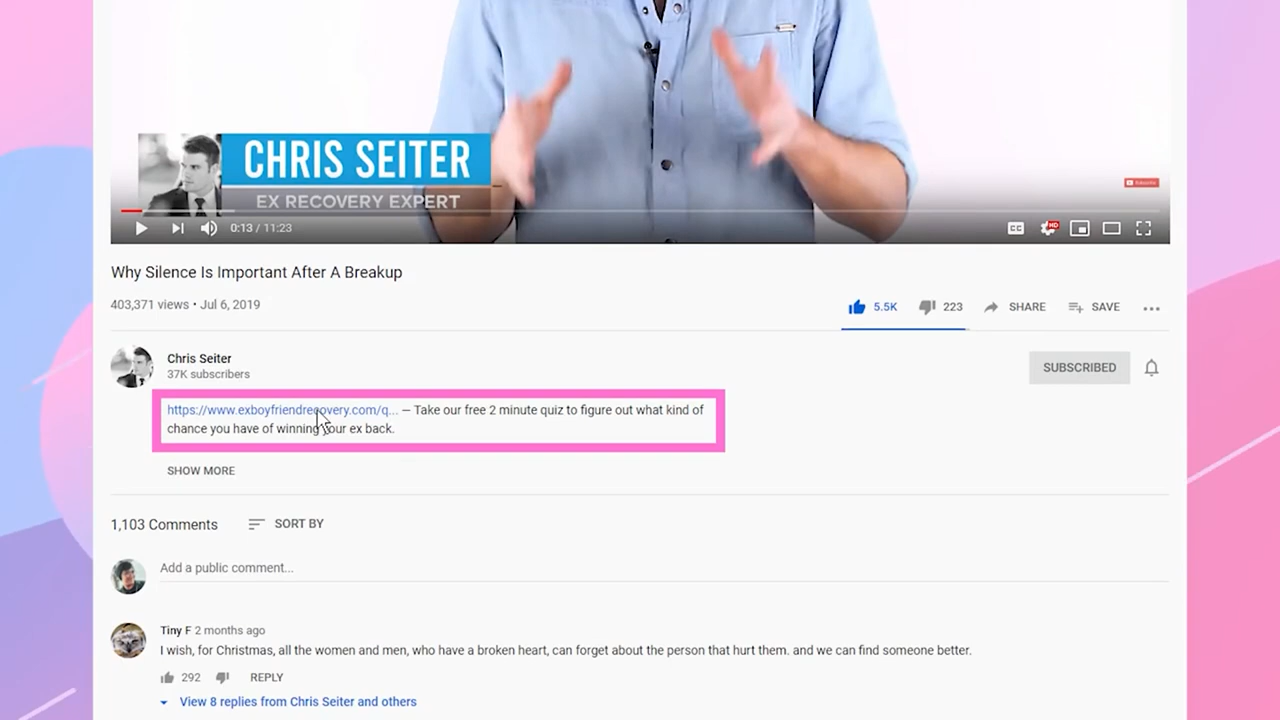 CHRIS SEITER
EX RECOVERY EXPERT
0:13 / 11:23
CC
HD
Why Silence Is Important After A Breakup
403,371 views • Jul 6, 2019
5.5K
223
SHARE
SAVE
Chris Seiter
37K subscribers
SUBSCRIBED
https://www.exboyfriendrecovery.com/q... — Take our free 2 minute quiz to figure out what kind of
chance you have of winning your ex back.
SHOW MORE
1,103 Comments
SORT BY
Add a public comment...
Tiny F 2 months ago
I wish, for Christmas, all the women and men, who have a broken heart, can forget about the person that hurt them. and we can find someone better.
292
REPLY
View 8 replies from Chris Seiter and others